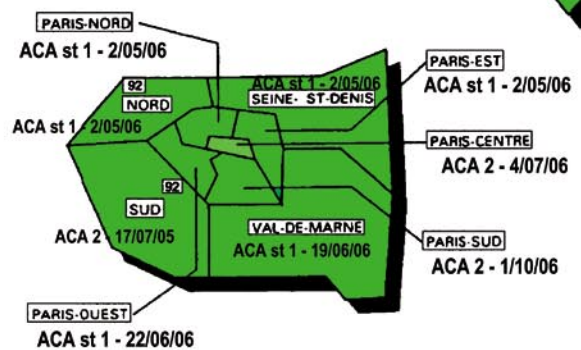 PARIS-NORD
ACA st 1 - 2/05/06
92
NORD
ACA st 1 - 2/05/06
ACA st 1 - 2/05/06
SEINE- ST-DENIS
PARIS-EST
ACA st 1 - 2/05/06
PARIS-CENTRE
ACA 2 - 4/07/06
92
SUD
ACA 2 - 17/07/05
VAL-DE-MARNE
ACA st 1 - 19/06/06
PARIS-SUD
ACA 2 - 1/10/06
PARIS-OUEST
ACA st 1 - 22/06/06